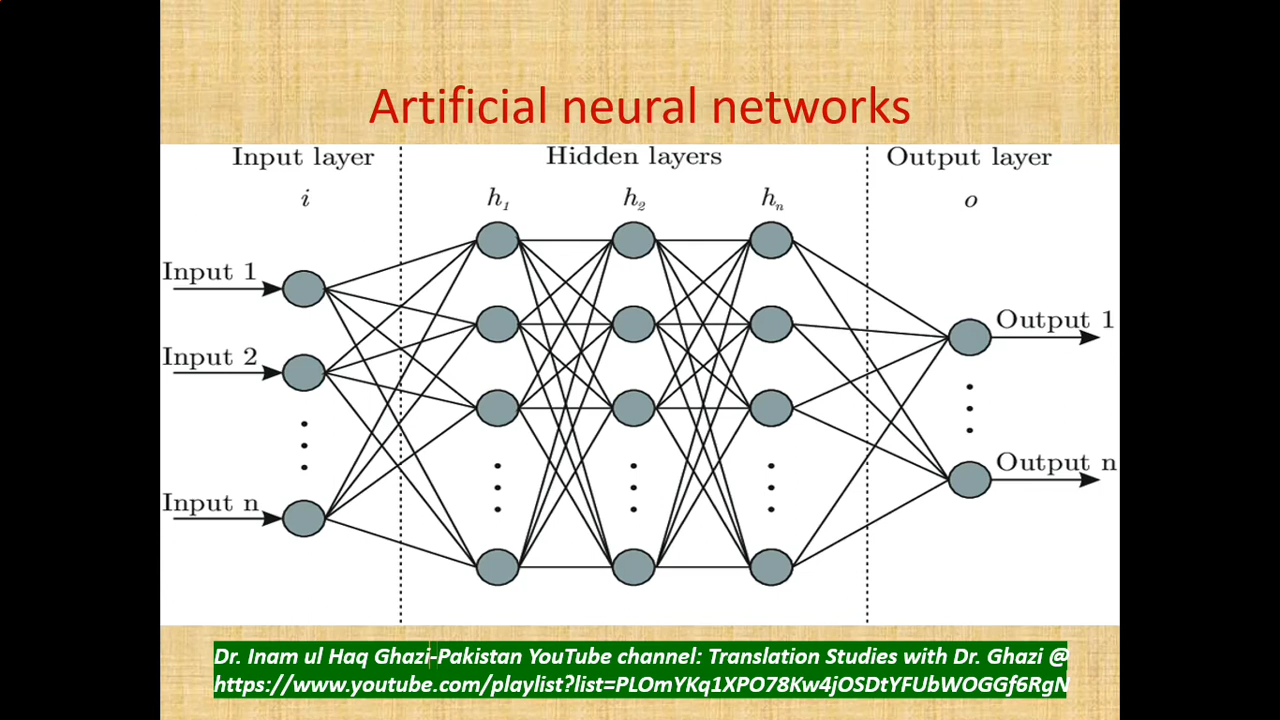 Artificial neural networks
Input layer Hidden layers Output layer
i h1 h2 hn o
Input 1
Input 2
Input n
Output 1
Output n
Dr. Inam ul Haq Ghazi-Pakistan YouTube channel: Translation Studies with Dr. Ghazi @
https://www.youtube.com/playlist?list=PLOmYKq1XPO78Kw4jOSDtYFUbWOGGf6RgN